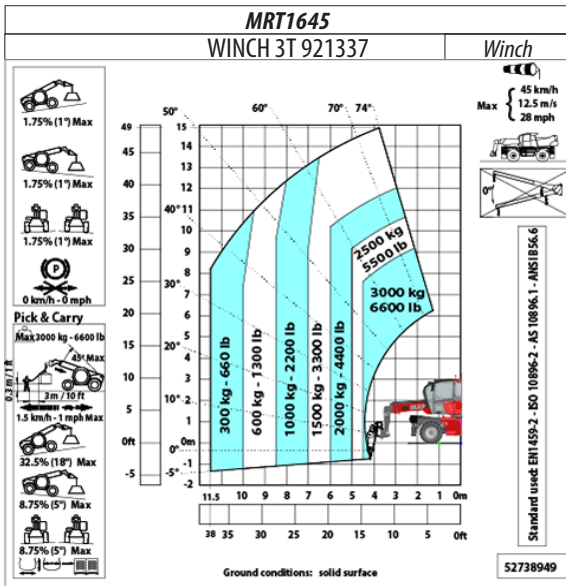 MRT1645
WINCH 3T 921337
Winch
1.75% (1°) Max
1.75% (1°) Max
1.75% (1°) Max
P
0 km/h - 0 mph
Pick & Carry
Max3000 kg - 6600 lb
45° Max
0.3 m/ 1 ft
3m / 10 ft
1.5 km/h - 1 mph Max
32.5% (18°) Max
8.75% (5°) Max
8.75% (5°) Max
50°
60°
70°
74°
40°
30°
20°
10°
0°
-5°
49
45
40
35
30
25
20
15
10
5
0ft
-5
15
14
13
12
11
10
9
8
7
6
5
4
3
2
1
0m
-1
-2
300 kg - 660 lb
600 kg - 1300 lb
1000 kg - 2200 lb
1500 kg - 3300 lb
2000 kg - 4400 lb
2500 kg
5500 lb
3000 kg
6600 lb
11.5 10 9 8 7 6 5 4 3 2 1 0m
38 35 30 25 20 15 10 5 0ft
Ground conditions: solid surface
Max
45 km/h
12.5 m/s
28 mph
0°
Standard used: EN1459-2 - ISO 10896-2 - AS 10896.1 - ANSI B56.6
52738949